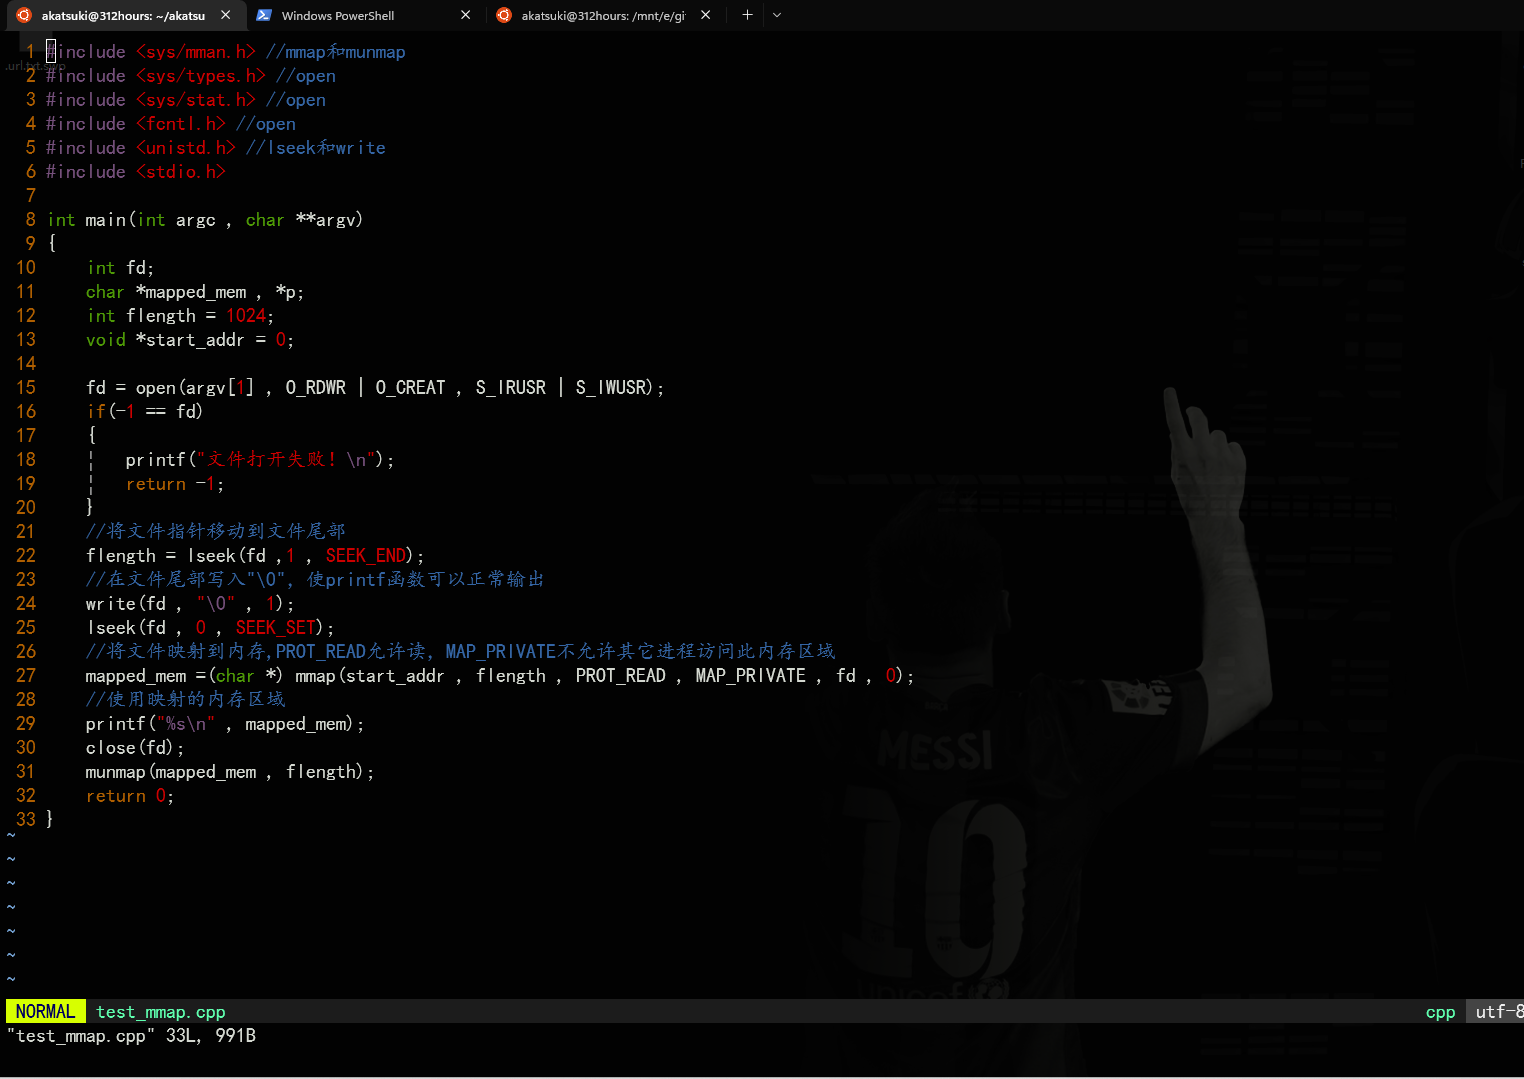 akatsuki@312hours: ~/akatsu
Windows PowerShell
akatsuki@312hours: /mnt/e/gi
1 #include <sys/mman.h> //mmap和munmap
.url.txt.swp
2 #include <sys/types.h> //open
3 #include <sys/stat.h> //open
4 #include <fcntl.h> //open
5 #include <unistd.h> //lseek和write
6 #include <stdio.h>
7
8 int main(int argc , char **argv)
9 {
10 int fd;
11 char *mapped_mem , *p;
12 int flength = 1024;
13 void *start_addr = 0;
14
15 fd = open(argv[1] , O_RDWR | O_CREAT , S_IRUSR | S_IWUSR);
16 if(-1 == fd)
17 {
18 ¦ printf("文件打开失败！\n");
19 ¦ return -1;
20 }
21 //将文件指针移动到文件尾部
22 flength = lseek(fd ,1 , SEEK_END);
23 //在文件尾部写入"\0"，使printf函数可以正常输出
24 write(fd , "\0" , 1);
25 lseek(fd , 0 , SEEK_SET);
26 //将文件映射到内存,PROT_READ允许读，MAP_PRIVATE不允许其它进程访问此内存区域
27 mapped_mem =(char *) mmap(start_addr , flength , PROT_READ , MAP_PRIVATE , fd , 0);
28 //使用映射的内存区域
29 printf("%s\n" , mapped_mem);
30 close(fd);
31 munmap(mapped_mem , flength);
32 return 0;
33 }
~
~
~
~
~
~
~
MESSI
10
unicef
NORMAL test_mmap.cpp cpp utf-8
"test_mmap.cpp" 33L, 991B